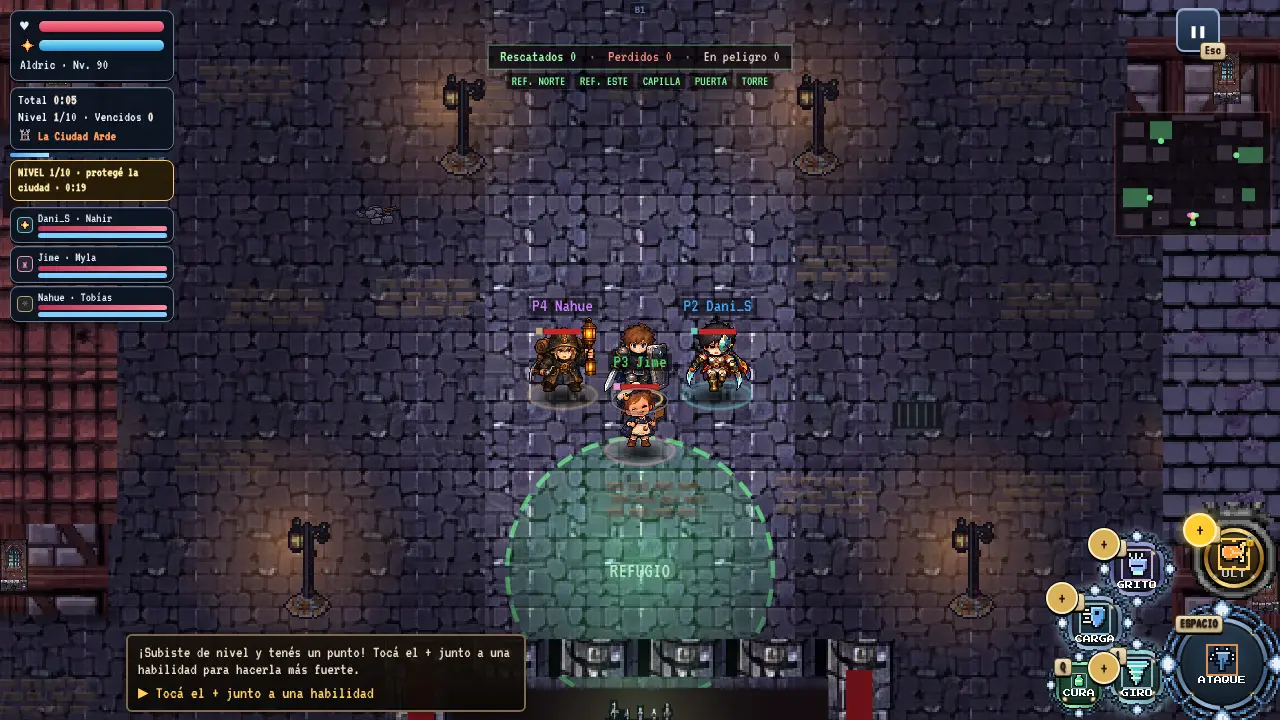 B1
Esc
Aldric · Nv. 90
Rescatados 0 · Perdidos 0 · En peligro 0
REF. NORTE REF. ESTE CAPILLA PUERTA TORRE
Total 0:05
Nivel 1/10 · Vencidos 0
La Ciudad Arde
NIVEL 1/10 · protegé la
ciudad · 0:19
Dani_S · Nahir
Jime · Myla
Nahue · Tobías
P4 Nahue
P2 Dani_S
P3 Jime
REFUGIO
¡Subiste de nivel y tenés un punto! Tocá el + junto a una
habilidad para hacerla más fuerte.
▶ Tocá el + junto a una habilidad
+
+
+
+
GRITO
ULT
CARGA
ESPACIO
Q
CURA
GIRO
ATAQUE